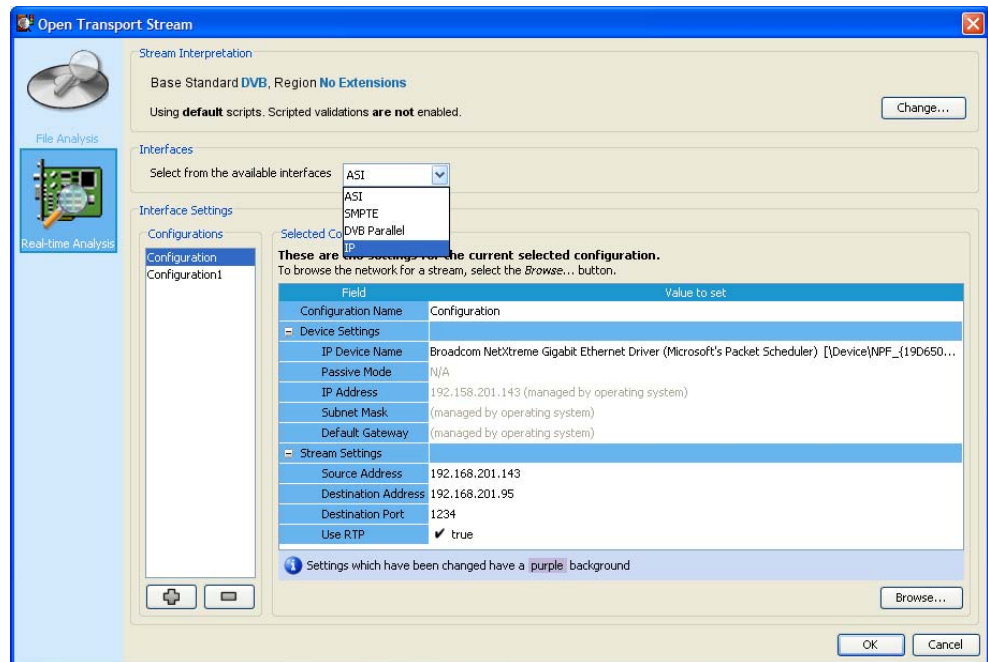 Open Transport Stream
File Analysis
Real-time Analysis
Stream Interpretation
Base Standard DVB, Region No Extensions
Using default scripts. Scripted validations are not enabled.
Change...
Interfaces
Select from the available interfaces ASI
ASI
SMPTE
DVB Parallel
IP
Interface Settings
Configurations
Configuration
Configuration1
Selected Co
These are the settings for the current selected configuration.
To browse the network for a stream, select the Browse... button.
Field Value to set
Configuration Name Configuration
Device Settings
IP Device Name Broadcom NetXtreme Gigabit Ethernet Driver (Microsoft's Packet Scheduler) [\Device\NPF_{19D650...
Passive Mode N/A
IP Address 192.158.201.143 (managed by operating system)
Subnet Mask (managed by operating system)
Default Gateway (managed by operating system)
Stream Settings
Source Address 192.168.201.143
Destination Address 192.168.201.95
Destination Port 1234
Use RTP ✔ true
Settings which have been changed have a purple background
Browse...
OK Cancel